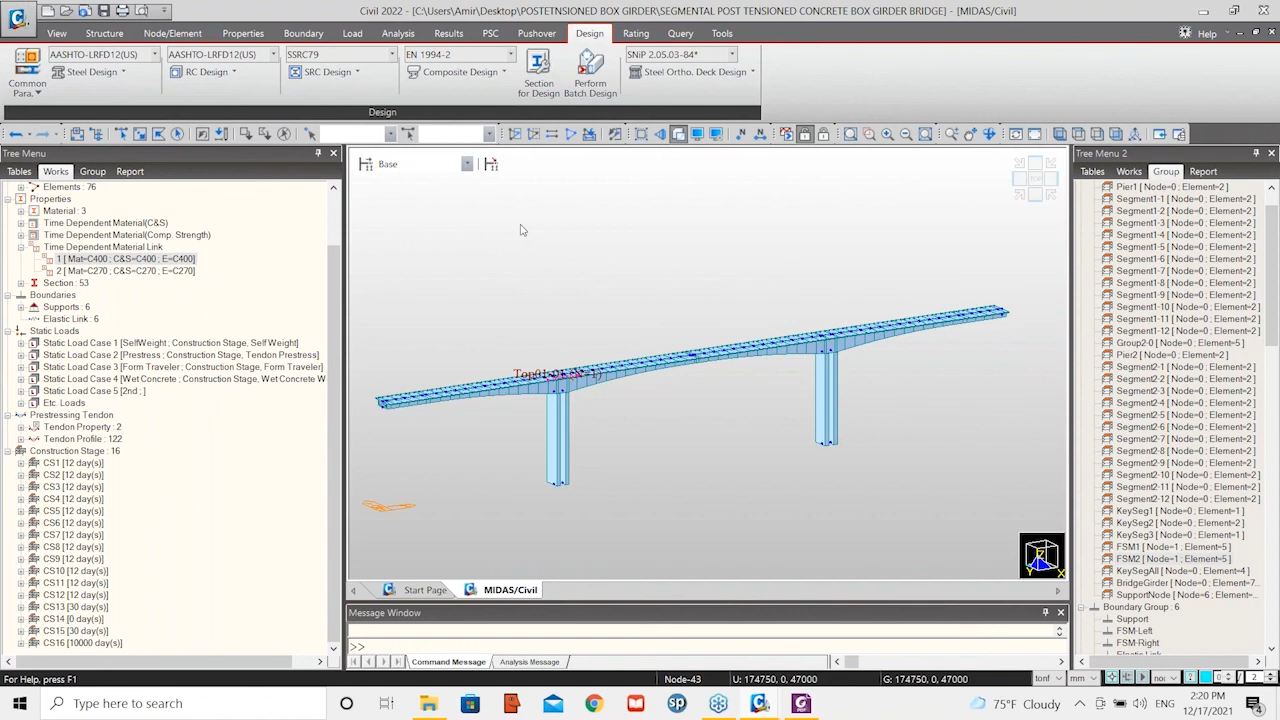 Civil 2022 - [C:\Users\Amir\Desktop\POSTETSIONED BOX GIRDER\SEGMENTAL POST TENSIONED CONCRETE BOX GIRDER BRIDGE] - [MIDAS/Civil]
View Structure Node/Element Properties Boundary Load Analysis Results PSC Pushover Design Rating Query Tools Help
AASHTO-LRFD12(US) AASHTO-LRFD12(US) SSRC79 EN 1994-2 SNiP 2.05.03-84*
Steel Design RC Design SRC Design Composite Design Steel Ortho. Deck Design
Common Para.
Section for Design
Perform Batch Design
Design
Tree Menu
Tables Works Group Report
Elements : 76
Properties
Material : 3
Time Dependent Material(C&S)
Time Dependent Material(Comp. Strength)
Time Dependent Material Link
1 [ Mat=C400 ; C&S=C400 ; E=C400]
2 [ Mat=C270 ; C&S=C270 ; E=C270]
Section : 53
Boundaries
Supports : 6
Elastic Link : 6
Static Loads
Static Load Case 1 [SelfWeight ; Construction Stage, Self Weight]
Static Load Case 2 [Prestress ; Construction Stage, Tendon Prestress]
Static Load Case 3 [Form Traveler ; Construction Stage, Form Traveler
Static Load Case 4 [Wet Concrete ; Construction Stage, Wet Concrete W
Static Load Case 5 [2nd ; ]
Etc. Loads
Prestressing Tendon
Tendon Property : 2
Tendon Profile : 122
Construction Stage : 16
CS1 [12 day(s)]
CS2 [12 day(s)]
CS3 [12 day(s)]
CS4 [12 day(s)]
CS5 [12 day(s)]
CS6 [12 day(s)]
CS7 [12 day(s)]
CS8 [12 day(s)]
CS9 [12 day(s)]
CS10 [12 day(s)]
CS11 [12 day(s)]
CS12 [12 day(s)]
CS13 [30 day(s)]
CS14 [0 day(s)]
CS15 [30 day(s)]
CS16 [10000 day(s)]
Base
TOP
Z
Y
X
Start Page MIDAS/Civil
Message Window
>>
Command Message Analysis Message
Tree Menu 2
Tables Works Group Report
Pier1 [ Node=0 ; Element=2 ]
Segment1-1 [ Node=0 ; Element=2 ]
Segment1-2 [ Node=0 ; Element=2 ]
Segment1-3 [ Node=0 ; Element=2 ]
Segment1-4 [ Node=0 ; Element=2 ]
Segment1-5 [ Node=0 ; Element=2 ]
Segment1-6 [ Node=0 ; Element=2 ]
Segment1-7 [ Node=0 ; Element=2 ]
Segment1-8 [ Node=0 ; Element=2 ]
Segment1-9 [ Node=0 ; Element=2 ]
Segment1-10 [ Node=0 ; Element=2 ]
Segment1-11 [ Node=0 ; Element=2 ]
Segment1-12 [ Node=0 ; Element=2 ]
Group2-0 [ Node=0 ; Element=5 ]
Pier2 [ Node=0 ; Element=2 ]
Segment2-1 [ Node=0 ; Element=2 ]
Segment2-2 [ Node=0 ; Element=2 ]
Segment2-3 [ Node=0 ; Element=2 ]
Segment2-4 [ Node=0 ; Element=2 ]
Segment2-5 [ Node=0 ; Element=2 ]
Segment2-6 [ Node=0 ; Element=2 ]
Segment2-7 [ Node=0 ; Element=2 ]
Segment2-8 [ Node=0 ; Element=2 ]
Segment2-9 [ Node=0 ; Element=2 ]
Segment2-10 [ Node=0 ; Element=2 ]
Segment2-11 [ Node=0 ; Element=2 ]
Segment2-12 [ Node=0 ; Element=2 ]
KeySeg1 [ Node=0 ; Element=1 ]
KeySeg2 [ Node=0 ; Element=2 ]
KeySeg3 [ Node=0 ; Element=1 ]
FSM1 [ Node=1 ; Element=5 ]
FSM2 [ Node=1 ; Element=5 ]
KeySegAll [ Node=0 ; Element=4 ]
BridgeGirder [ Node=0 ; Element=7...
SupportNode [ Node=6 ; Element=...
Boundary Group : 6
Support
FSM-Left
FSM-Right
For Help, press F1 Node-43 U: 174750, 0, 47000 G: 174750, 0, 47000 tonf mm 2
Type here to search 75°F Cloudy ENG 2:20 PM
12/17/2021